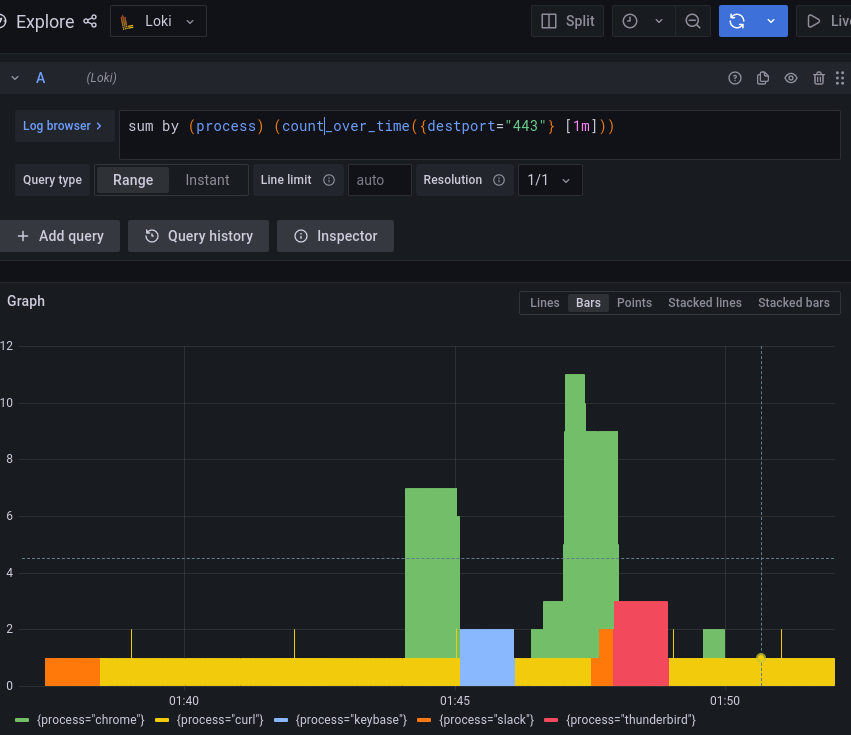 Explore Loki Split
A (Loki)
Log browser > sum by (process) (count_over_time({destport="443"} [1m]))
Query type Range Instant Line limit auto Resolution 1/1
+ Add query Query history Inspector
Graph Lines Bars Points Stacked lines Stacked bars
12
10
8
6
4
2
0
01:40 01:45 01:50
{process="chrome"} {process="curl"} {process="keybase"} {process="slack"} {process="thunderbird"}